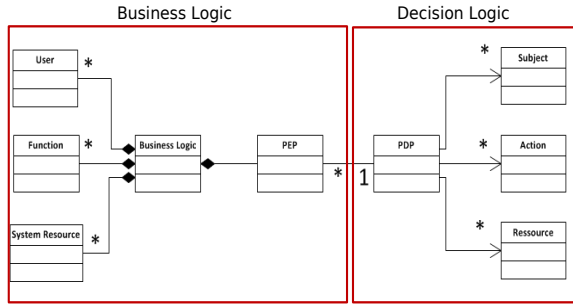 Business Logic
Decision Logic
User
*
*
Subject
Function
*
Business Logic
PEP
*
1
PDP
*
Action
System Resource
*
*
Ressource